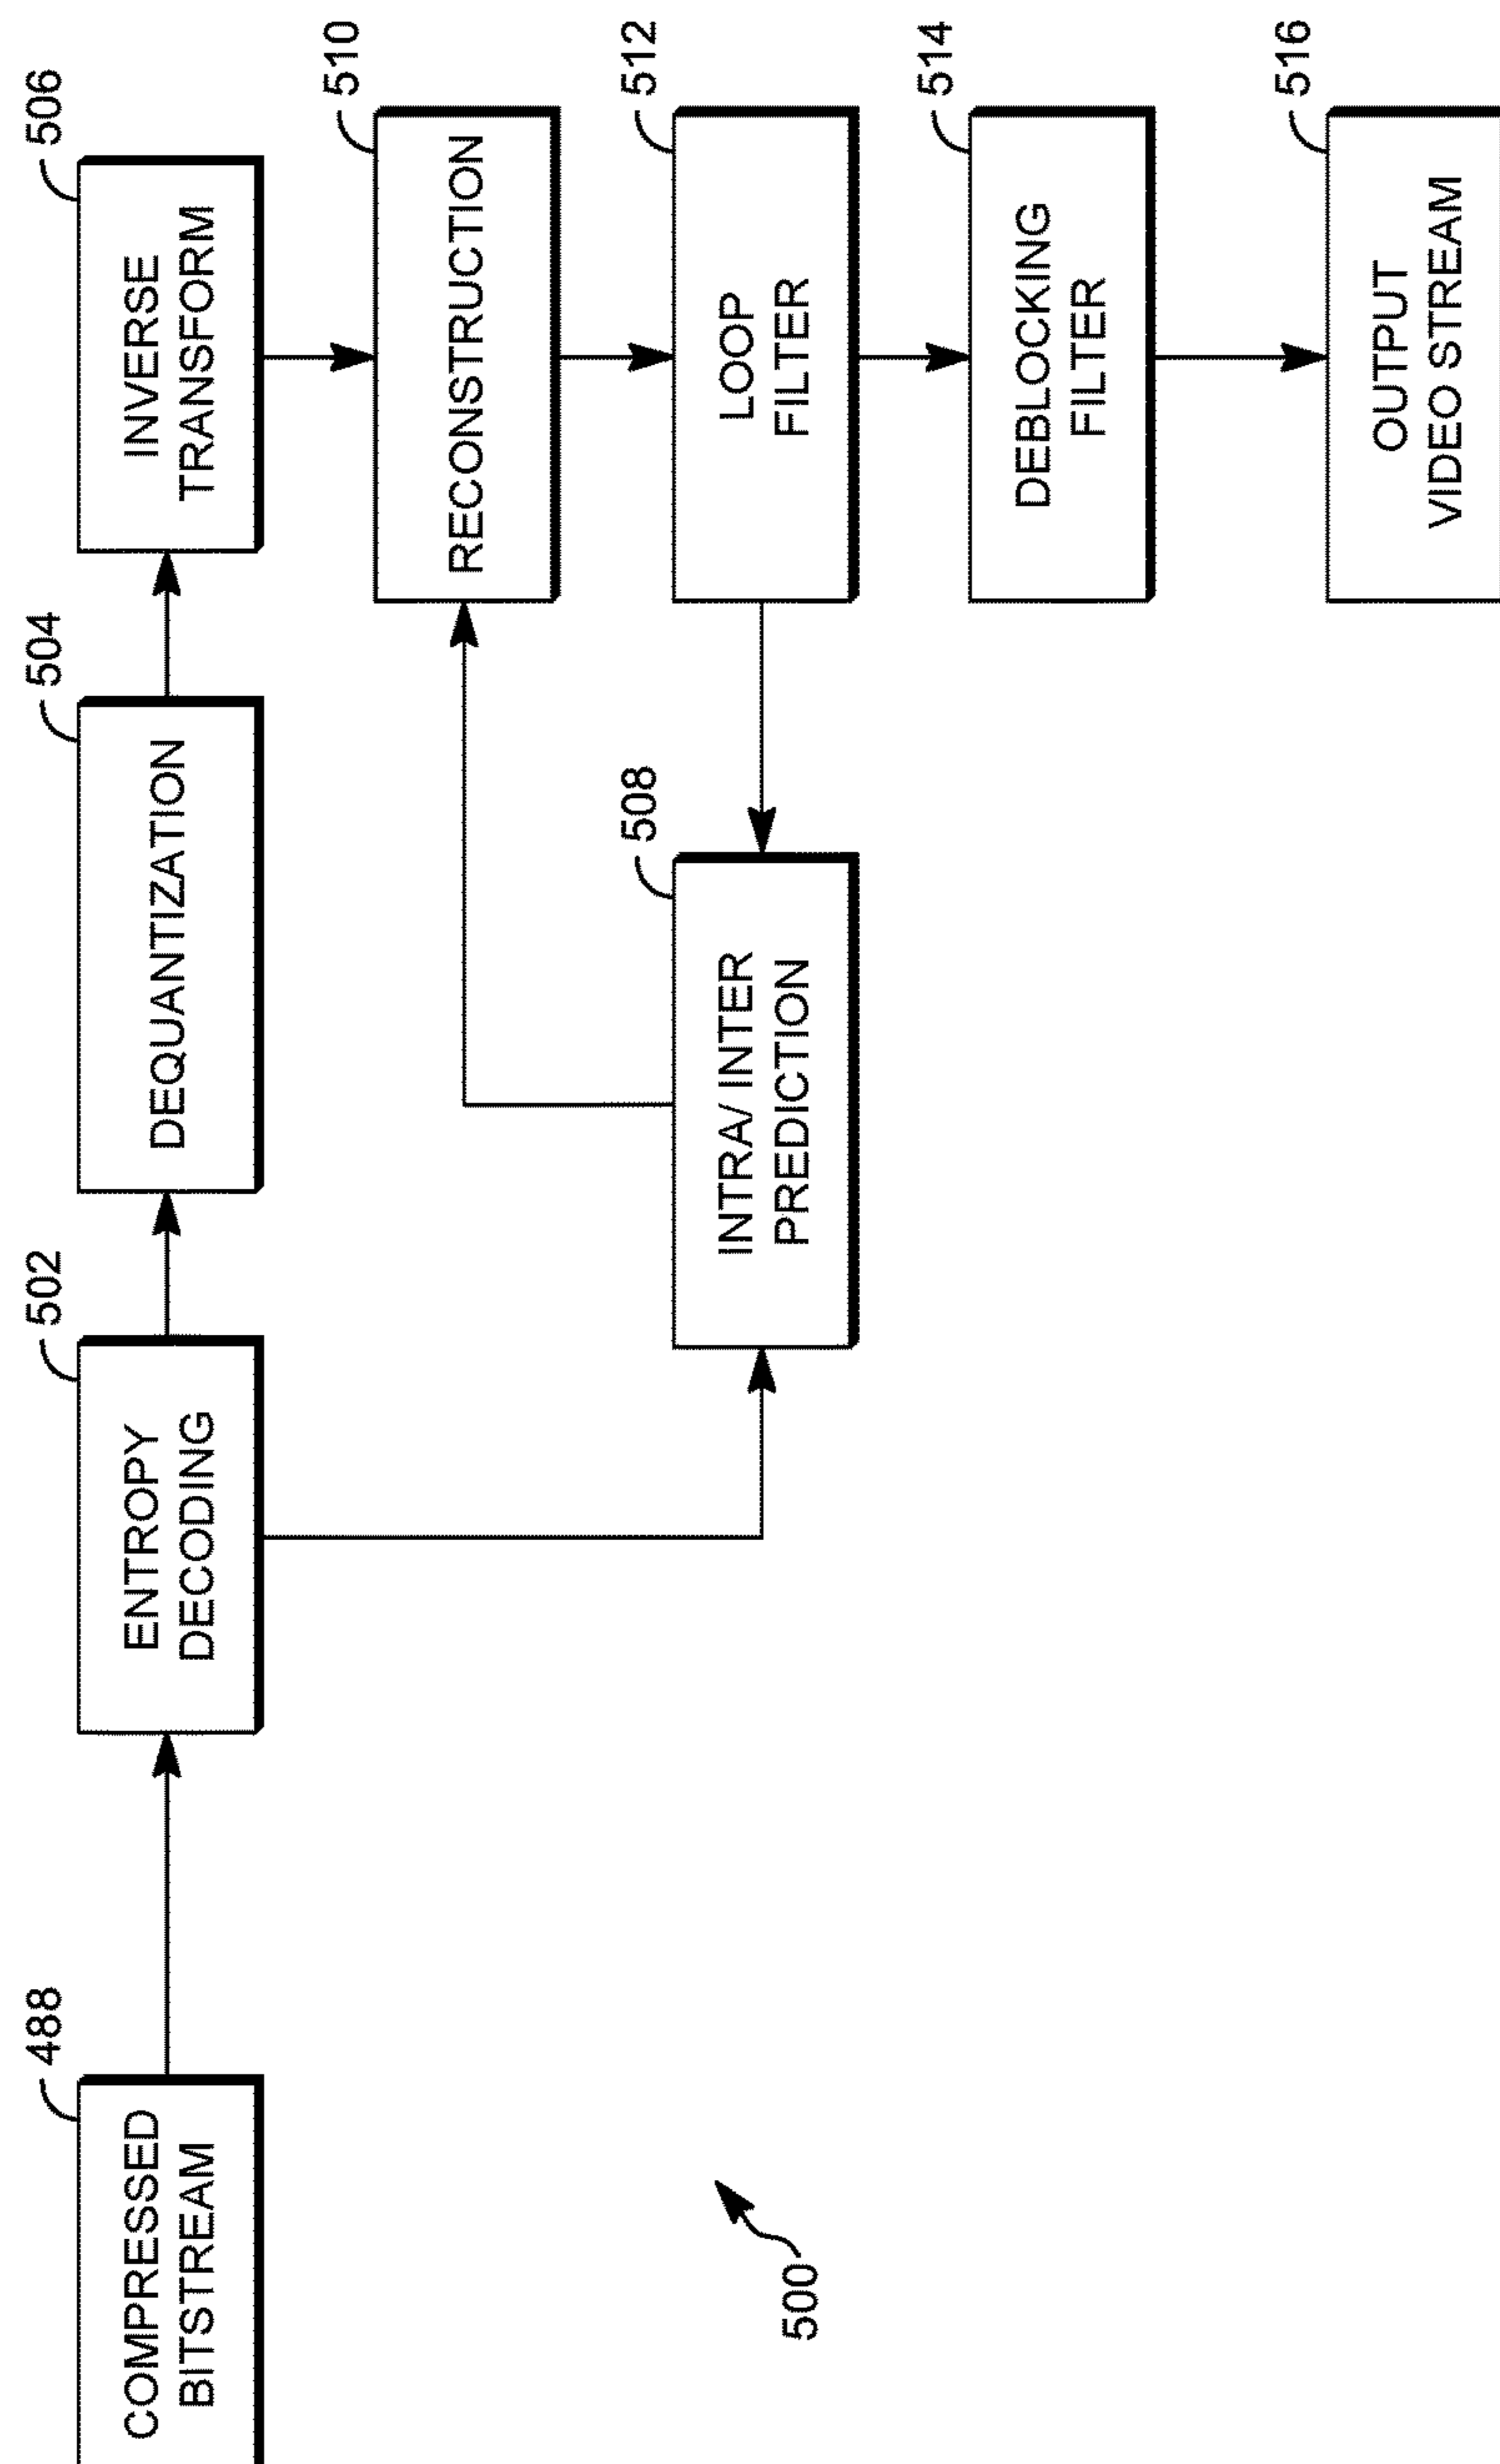 488
COMPRESSED
BITSTREAM
502
ENTROPY
DECODING
504
DEQUANTIZATION
506
INVERSE
TRANSFORM
510
RECONSTRUCTION
508
INTRA/ INTER
PREDICTION
512
LOOP
FILTER
514
DEBLOCKING
FILTER
516
OUTPUT
VIDEO STREAM
500